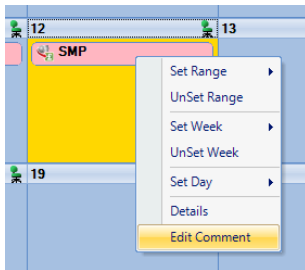 12 13
SMP
Set Range
UnSet Range
Set Week
UnSet Week
19
Set Day
Details
Edit Comment